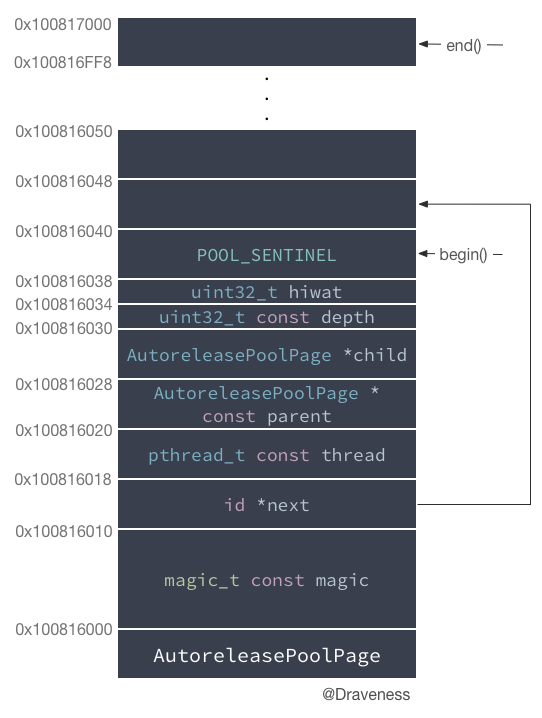 0x100817000
end()
0x100816FF8
0x100816050
0x100816048
0x100816040
POOL_SENTINEL
begin()
0x100816038
uint32_t hiwat
0x100816034
uint32_t const depth
0x100816030
AutoreleasePoolPage *child
0x100816028
AutoreleasePoolPage *
const parent
0x100816020
pthread_t const thread
0x100816018
id *next
0x100816010
magic_t const magic
0x100816000
AutoreleasePoolPage
@Draveness